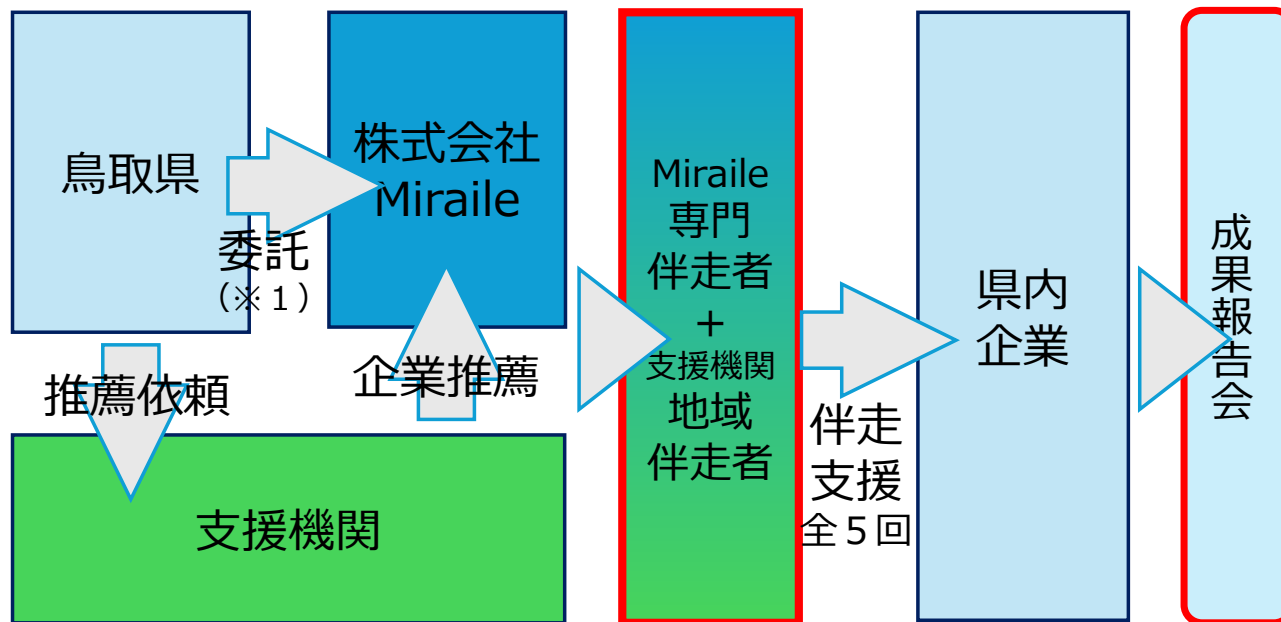 鳥取県
委託
（※１）
株式会社
Miraile
推薦依頼
企業推薦
支援機関
Miraile
専門
伴走者
+
支援機関
地域
伴走者
伴走
支援
全５回
県内
企業
成果報告会